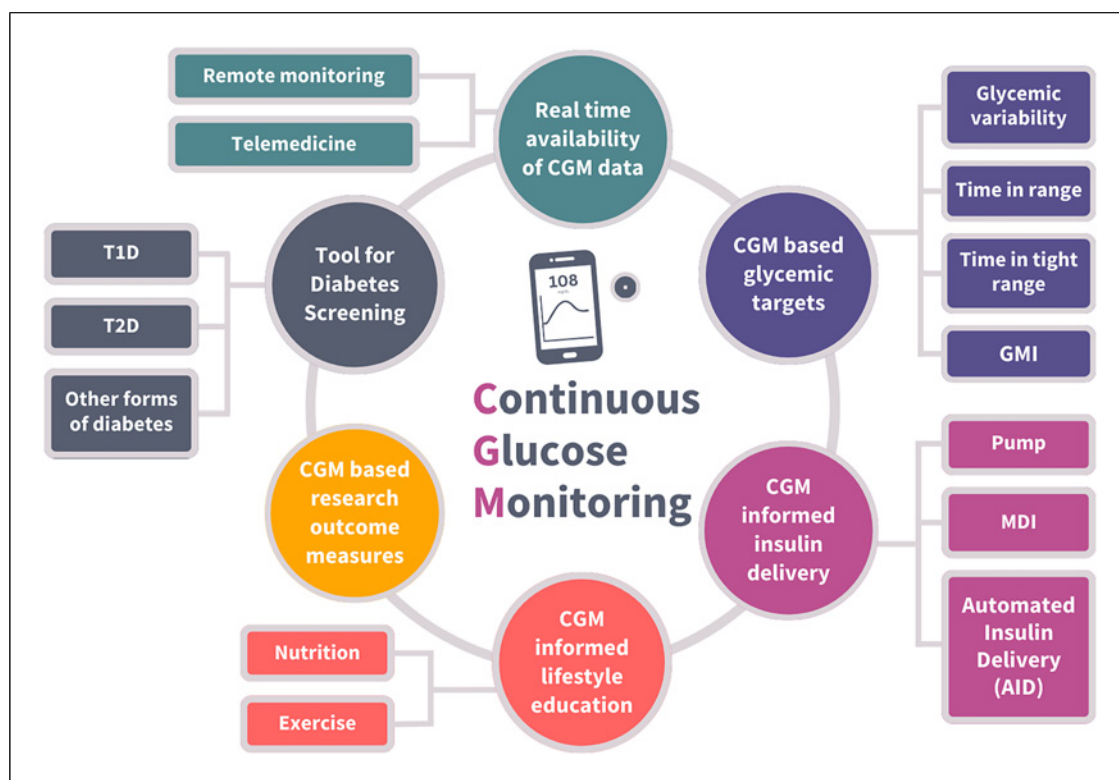 Remote monitoring
Telemedicine
Real time
availability
of CGM data
Glycemic
variability
Time in range
Time in tight
range
GMI
CGM based
glycemic
targets
T1D
T2D
Other forms
of diabetes
Tool for
Diabetes
Screening
108
Continuous
Glucose
Monitoring
CGM based
research
outcome
measures
CGM
informed
insulin
delivery
Pump
MDI
Automated
Insulin
Delivery
(AID)
Nutrition
Exercise
CGM
informed
lifestyle
education